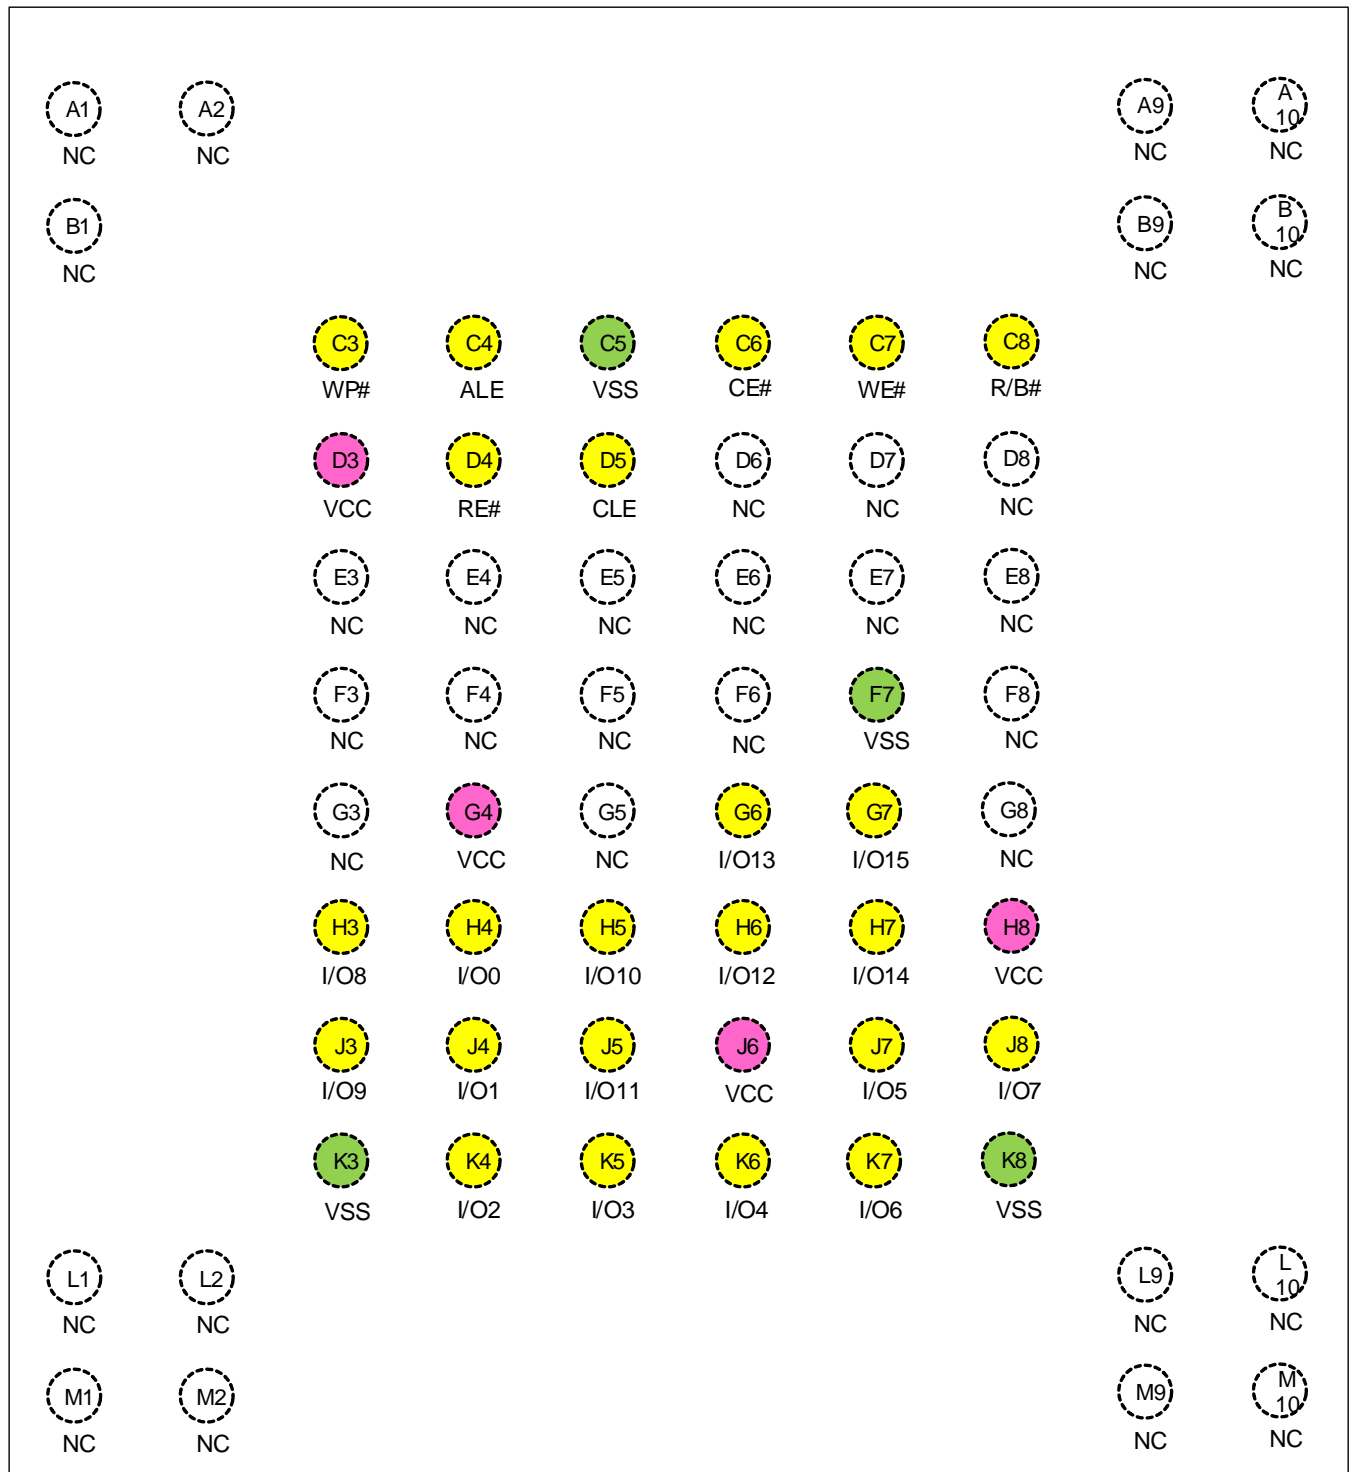 A1 A2 A9 A 10
NC NC NC NC
B1 B9 B 10
NC NC NC
C3 C4 C5 C6 C7 C8
WP# ALE VSS CE# WE# R/B#
D3 D4 D5 D6 D7 D8
VCC RE# CLE NC NC NC
E3 E4 E5 E6 E7 E8
NC NC NC NC NC NC
F3 F4 F5 F6 F7 F8
NC NC NC NC VSS NC
G3 G4 G5 G6 G7 G8
NC VCC NC I/O13 I/O15 NC
H3 H4 H5 H6 H7 H8
I/O8 I/O0 I/O10 I/O12 I/O14 VCC
J3 J4 J5 J6 J7 J8
I/O9 I/O1 I/O11 VCC I/O5 I/O7
K3 K4 K5 K6 K7 K8
VSS I/O2 I/O3 I/O4 I/O6 VSS
L1 L2 L9 L 10
NC NC NC NC
M1 M2 M9 M 10
NC NC NC NC